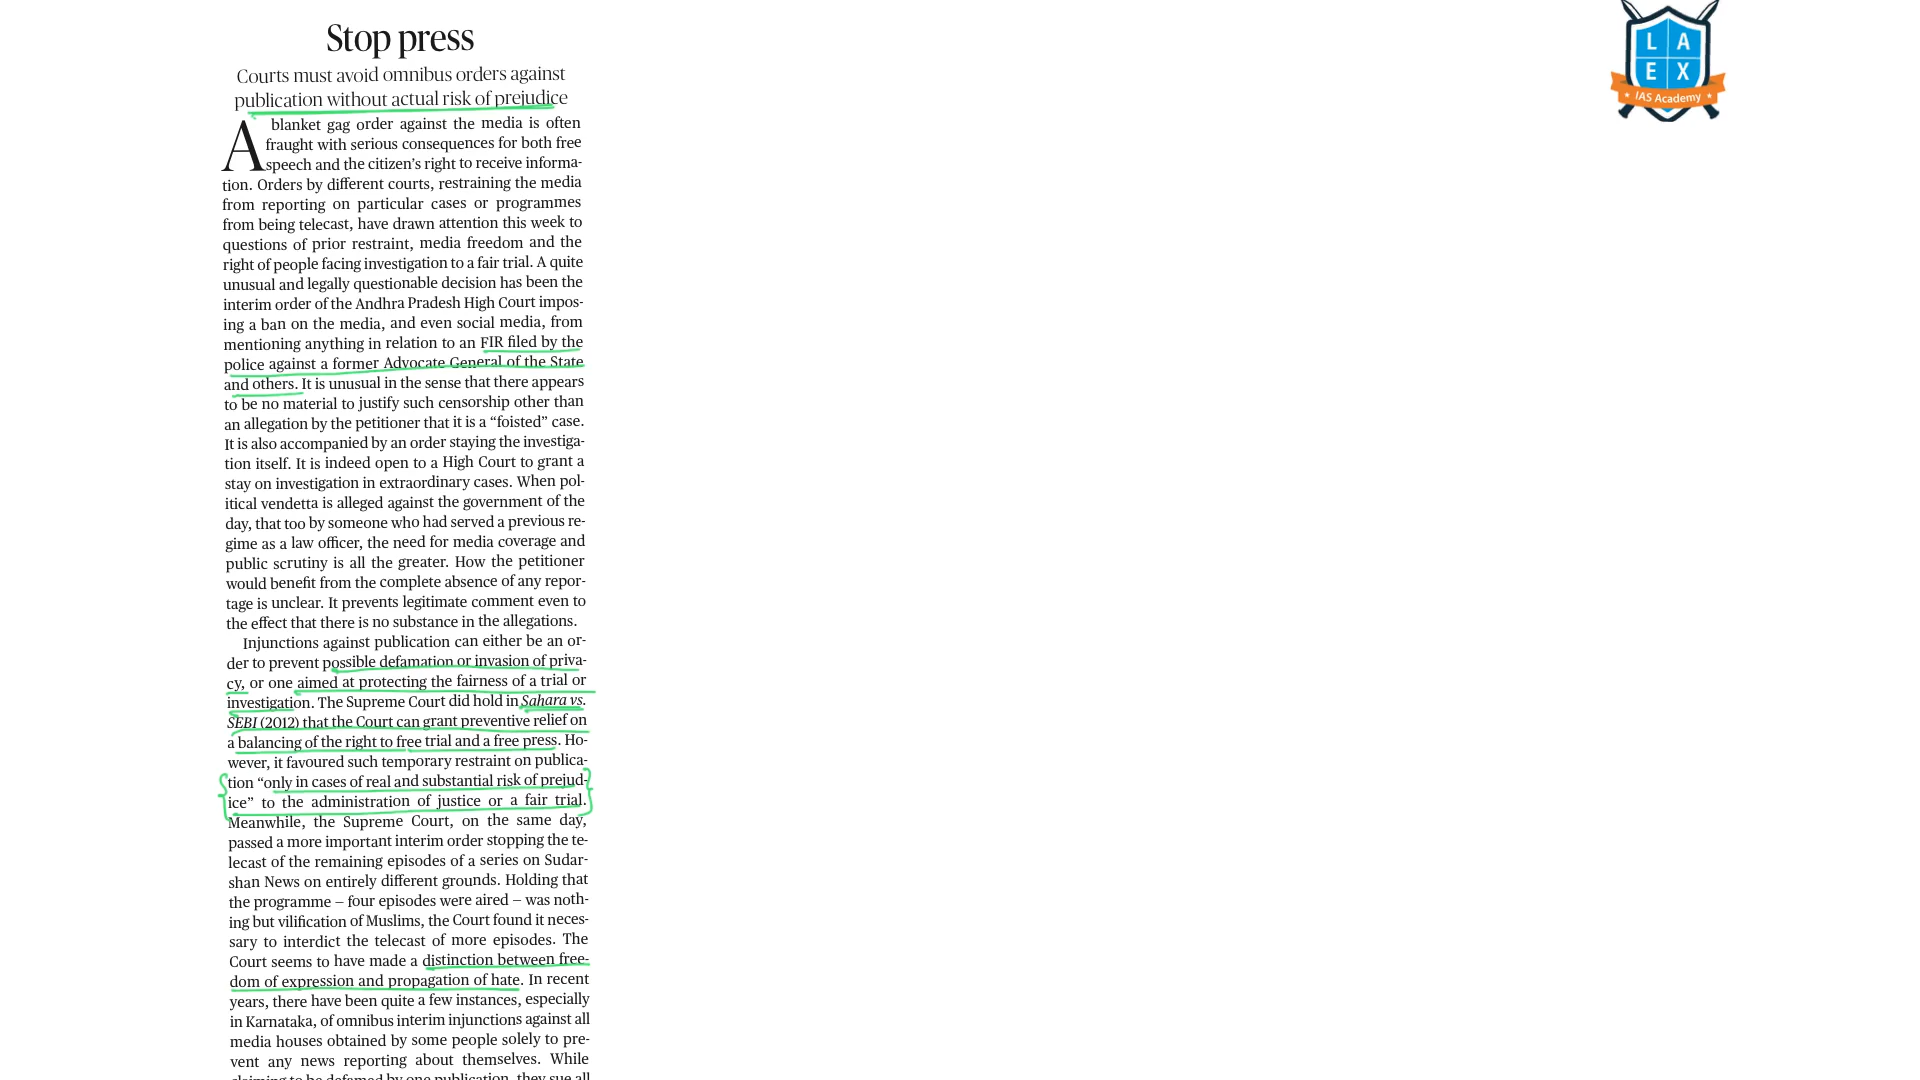 Stop press
Courts must avoid omnibus orders against
publication without actual risk of prejudice
A blanket gag order against the media is often
fraught with serious consequences for both free
speech and the citizen's right to receive informa-
tion. Orders by different courts, restraining the media
from reporting on particular cases or programmes
from being telecast, have drawn attention this week to
questions of prior restraint, media freedom and the
right of people facing investigation to a fair trial. A quite
unusual and legally questionable decision has been the
interim order of the Andhra Pradesh High Court impos-
ing a ban on the media, and even social media, from
mentioning anything in relation to an FIR filed by the
police against a former Advocate General of the State
and others. It is unusual in the sense that there appears
to be no material to justify such censorship other than
an allegation by the petitioner that it is a “foisted” case.
It is also accompanied by an order staying the investiga-
tion itself. It is indeed open to a High Court to grant a
stay on investigation in extraordinary cases. When pol-
itical vendetta is alleged against the government of the
day, that too by someone who had served a previous re-
gime as a law officer, the need for media coverage and
public scrutiny is all the greater. How the petitioner
would benefit from the complete absence of any repor-
tage is unclear. It prevents legitimate comment even to
the effect that there is no substance in the allegations.
Injunctions against publication can either be an or-
der to prevent possible defamation or invasion of priva-
cy, or one aimed at protecting the fairness of a trial or
investigation. The Supreme Court did hold in Sahara vs.
SEBI (2012) that the Court can grant preventive relief on
a balancing of the right to free trial and a free press. Ho-
wever, it favoured such temporary restraint on publica-
tion “only in cases of real and substantial risk of prejud-
ice” to the administration of justice or a fair trial.
Meanwhile, the Supreme Court, on the same day,
passed a more important interim order stopping the te-
lecast of the remaining episodes of a series on Sudar-
shan News on entirely different grounds. Holding that
the programme – four episodes were aired – was noth-
ing but vilification of Muslims, the Court found it neces-
sary to interdict the telecast of more episodes. The
Court seems to have made a distinction between free-
dom of expression and propagation of hate. In recent
years, there have been quite a few instances, especially
in Karnataka, of omnibus interim injunctions against all
media houses obtained by some people solely to pre-
vent any news reporting about themselves. While
claiming to be defamed by one publication, they sue all
L A
E X
IAS Academy